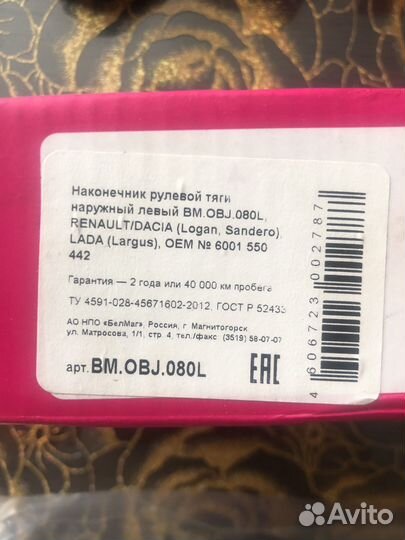 Наконечник рулевой тяги
наружный левый BM.OBJ.080L,
RENAULT/DACIA (Logan, Sandero),
LADA (Largus), OEM № 6001 550
442
Гарантия — 2 года или 40 000 км пробега
ТУ 4591-028-45671602-2012, ГОСТ Р 52433
АО НПО «БелМаг», Россия, г. Магнитогорск
ул. Матросова, 1/1, стр. 4, тел./факс: (3519) 58-07-07
арт. BM.OBJ.080L
EAC
4 606723 002787
Avito